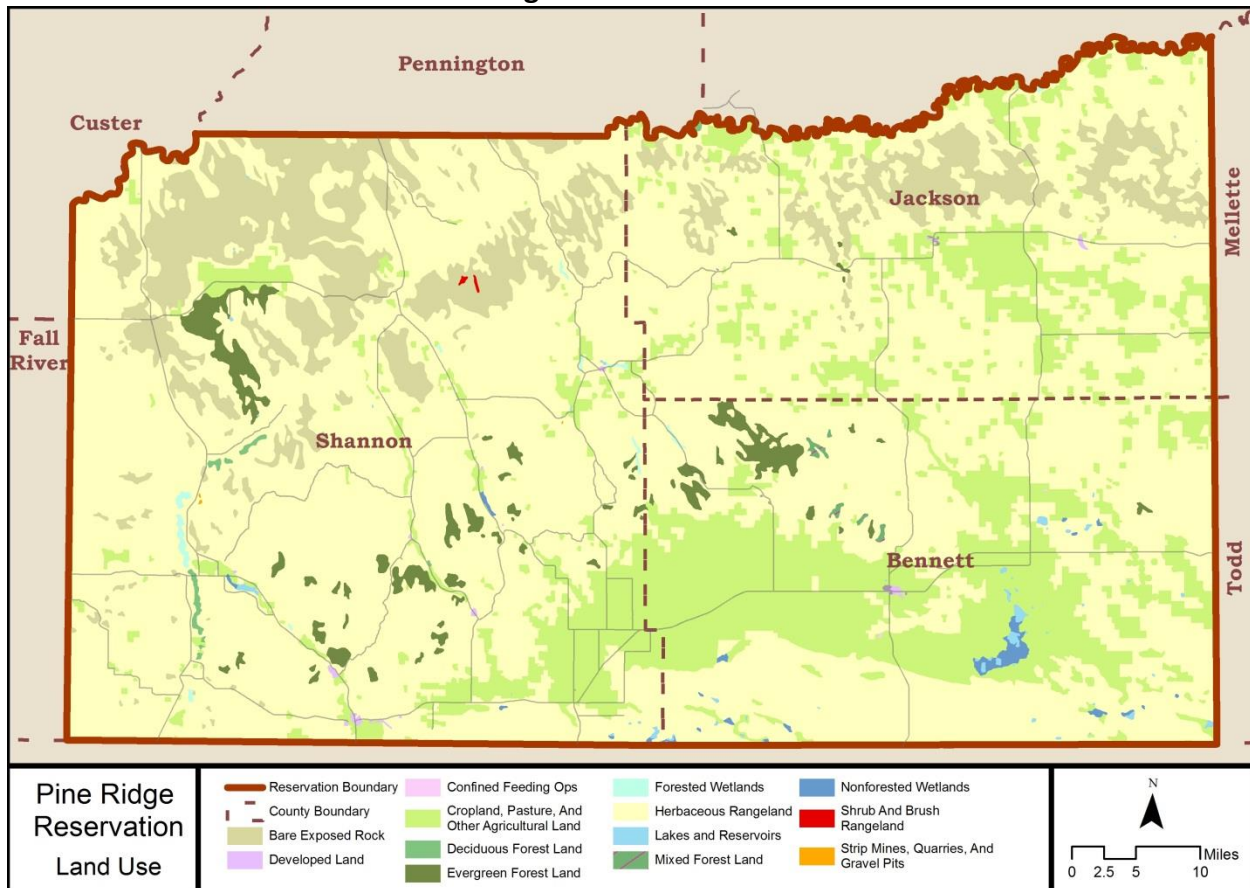 Pennington
Custer
Jackson
Mellette
Fall
River
Shannon
Bennett
Todd
Pine Ridge
Reservation
Land Use
Reservation Boundary
County Boundary
Bare Exposed Rock
Developed Land
Confined Feeding Ops
Cropland, Pasture, And
Other Agricultural Land
Deciduous Forest Land
Evergreen Forest Land
Forested Wetlands
Herbaceous Rangeland
Lakes and Reservoirs
Mixed Forest Land
Nonforested Wetlands
Shrub And Brush
Rangeland
Strip Mines, Quarries, And
Gravel Pits
N
Miles
0 2.5 5 10